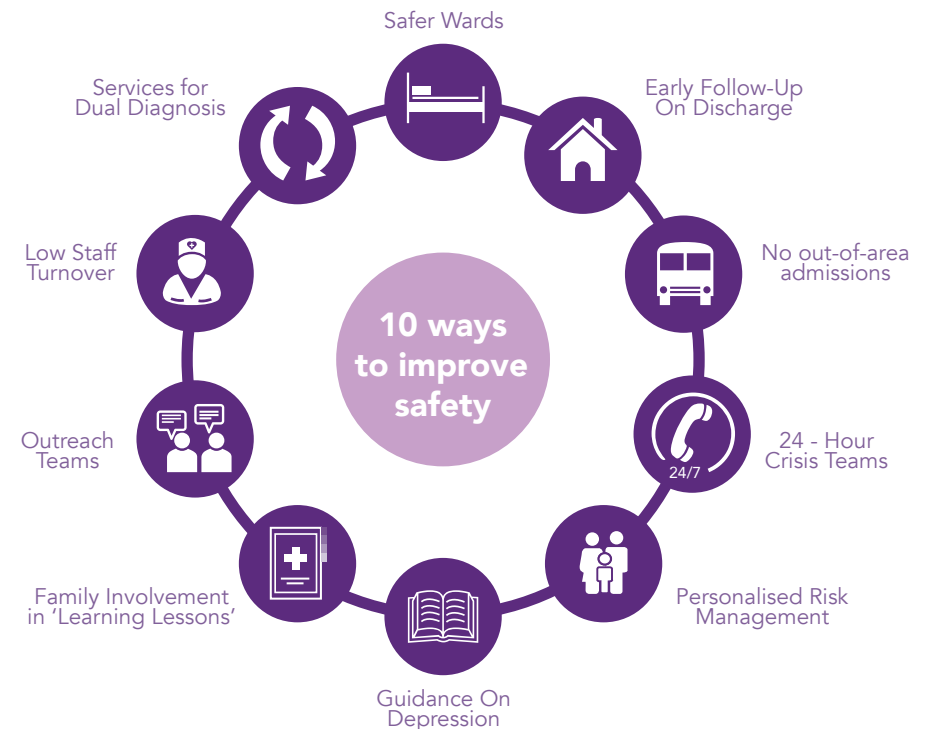 Safer Wards
Early Follow-Up
On Discharge
No out-of-area
admissions
24 - Hour
Crisis Teams
24/7
Personalised Risk
Management
Guidance On
Depression
Family Involvement
in ‘Learning Lessons’
Outreach
Teams
Low Staff
Turnover
Services for
Dual Diagnosis
10 ways
to improve
safety